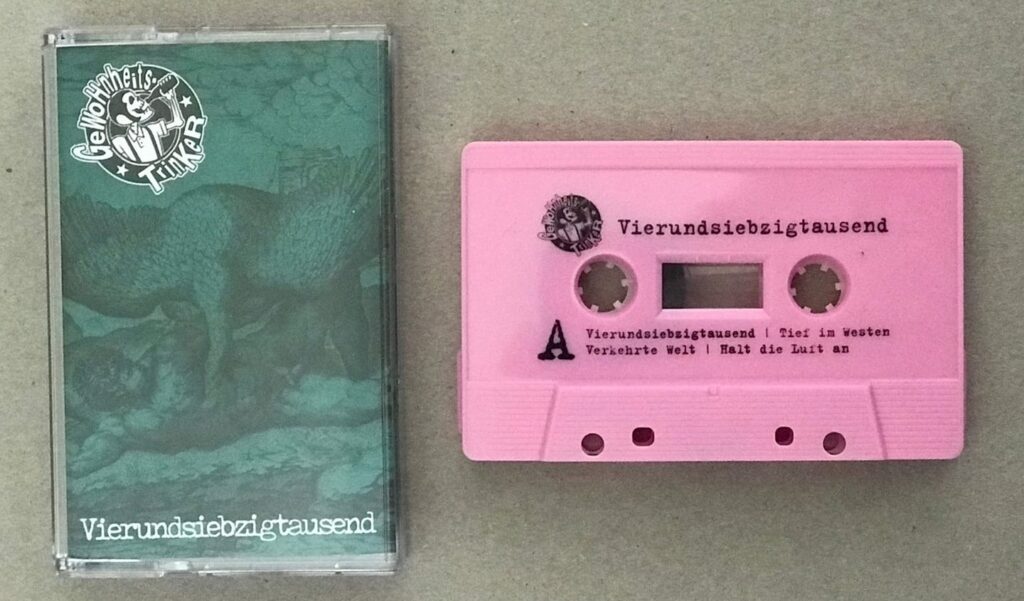 GeWoHnheits-
TrinKeR
Vierundsiebzigtausend
GeWoHnheits-
TrinKeR
Vierundsiebzigtausend
A
Vierundsiebzigtausend | Tief im Westen
Verkehrte Welt | Halt die Luft an